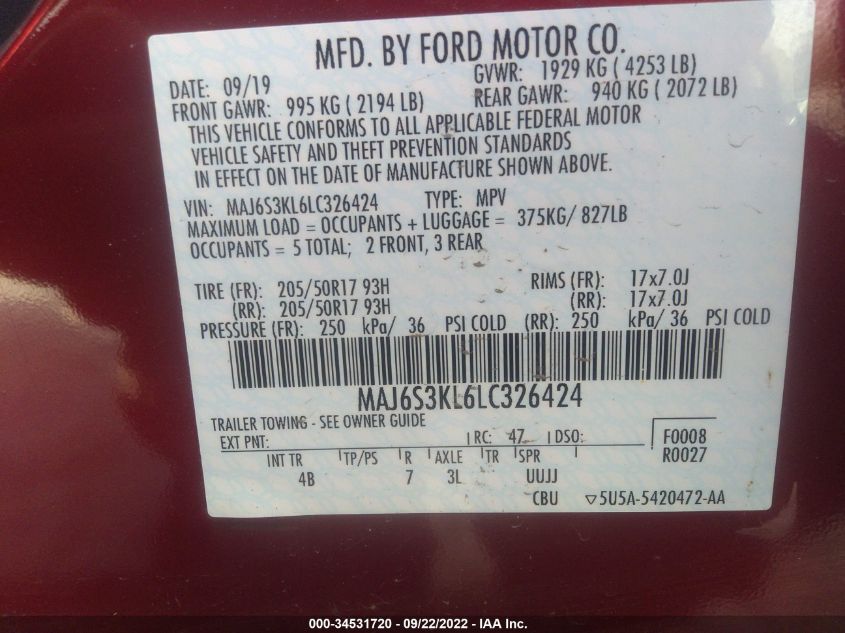 MFD. BY FORD MOTOR CO.
DATE: 09/19 GVWR: 1929 KG ( 4253 LB)
FRONT GAWR: 995 KG ( 2194 LB) REAR GAWR: 940 KG ( 2072 LB)
THIS VEHICLE CONFORMS TO ALL APPLICABLE FEDERAL MOTOR
VEHICLE SAFETY AND THEFT PREVENTION STANDARDS
IN EFFECT ON THE DATE OF MANUFACTURE SHOWN ABOVE.
VIN: MAJ6S3KL6LC326424 TYPE: MPV
MAXIMUM LOAD = OCCUPANTS + LUGGAGE = 375KG/ 827LB
OCCUPANTS = 5 TOTAL; 2 FRONT, 3 REAR
TIRE (FR): 205/50R17 93H RIMS (FR): 17x7.0J
(RR): 205/50R17 93H (RR): 17x7.0J
PRESSURE (FR): 250 kPa/ 36 PSI COLD (RR): 250 kPa/ 36 PSI COLD
MAJ6S3KL6LC326424
TRAILER TOWING - SEE OWNER GUIDE
EXT PNT: RC: 47 DSO: F0008
R0027
INT TR TP/PS R AXLE TR SPR
4B 7 3L UUJJ
CBU ▽5U5A-5420472-AA
000-34531720 - 09/22/2022 - IAA Inc.